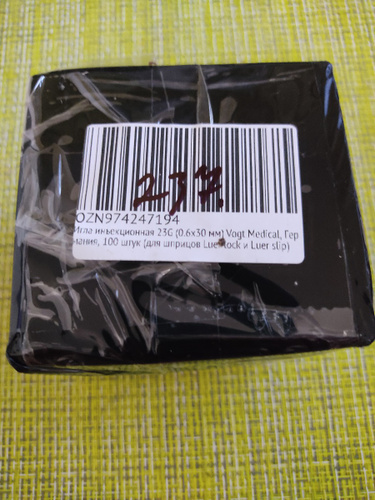 237.
OZN974247194
Игла инъекционная 23G (0.6x30 мм) Vogt Medical, Гер
мания, 100 штук (для шприцов Luer lock и Luer slip)